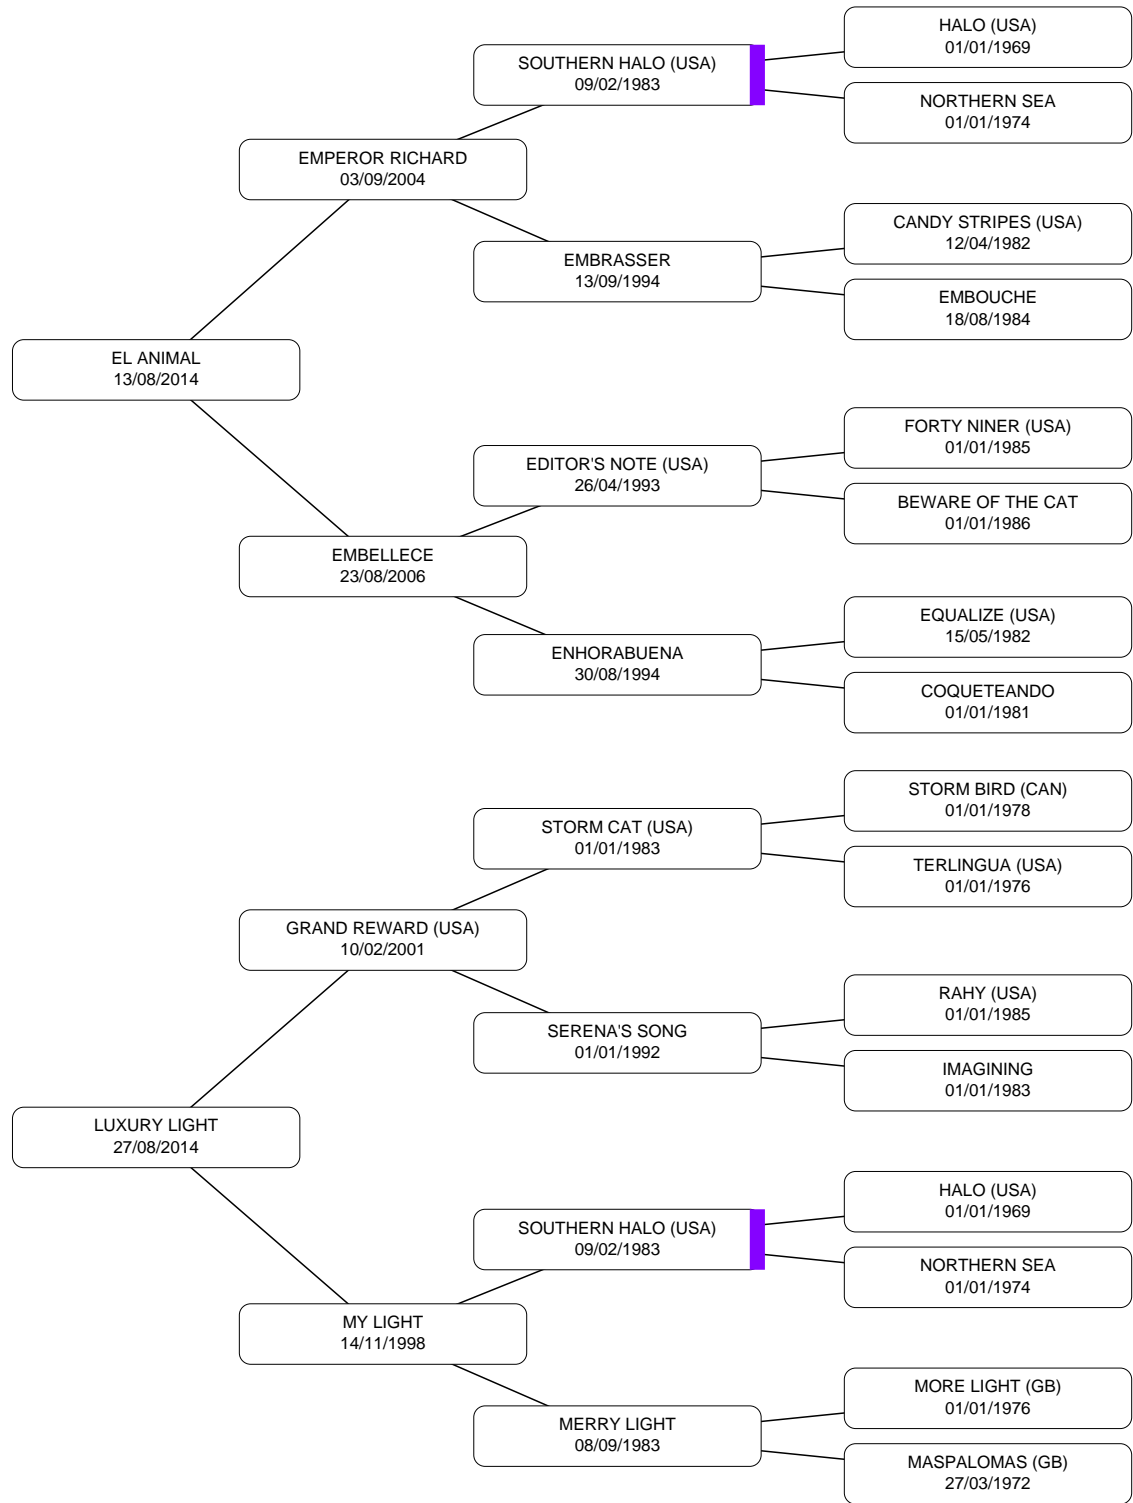 HALO (USA)
01/01/1969
SOUTHERN HALO (USA)
09/02/1983
NORTHERN SEA
01/01/1974
EMPEROR RICHARD
03/09/2004
CANDY STRIPES (USA)
12/04/1982
EMBRASSER
13/09/1994
EMBOUCHE
18/08/1984
EL ANIMAL
13/08/2014
FORTY NINER (USA)
01/01/1985
EDITOR'S NOTE (USA)
26/04/1993
BEWARE OF THE CAT
01/01/1986
EMBELLECE
23/08/2006
EQUALIZE (USA)
15/05/1982
ENHORABUENA
30/08/1994
COQUETEANDO
01/01/1981
STORM BIRD (CAN)
01/01/1978
STORM CAT (USA)
01/01/1983
TERLINGUA (USA)
01/01/1976
GRAND REWARD (USA)
10/02/2001
RAHY (USA)
01/01/1985
SERENA'S SONG
01/01/1992
IMAGINING
01/01/1983
LUXURY LIGHT
27/08/2014
HALO (USA)
01/01/1969
SOUTHERN HALO (USA)
09/02/1983
NORTHERN SEA
01/01/1974
MY LIGHT
14/11/1998
MORE LIGHT (GB)
01/01/1976
MERRY LIGHT
08/09/1983
MASPALOMAS (GB)
27/03/1972